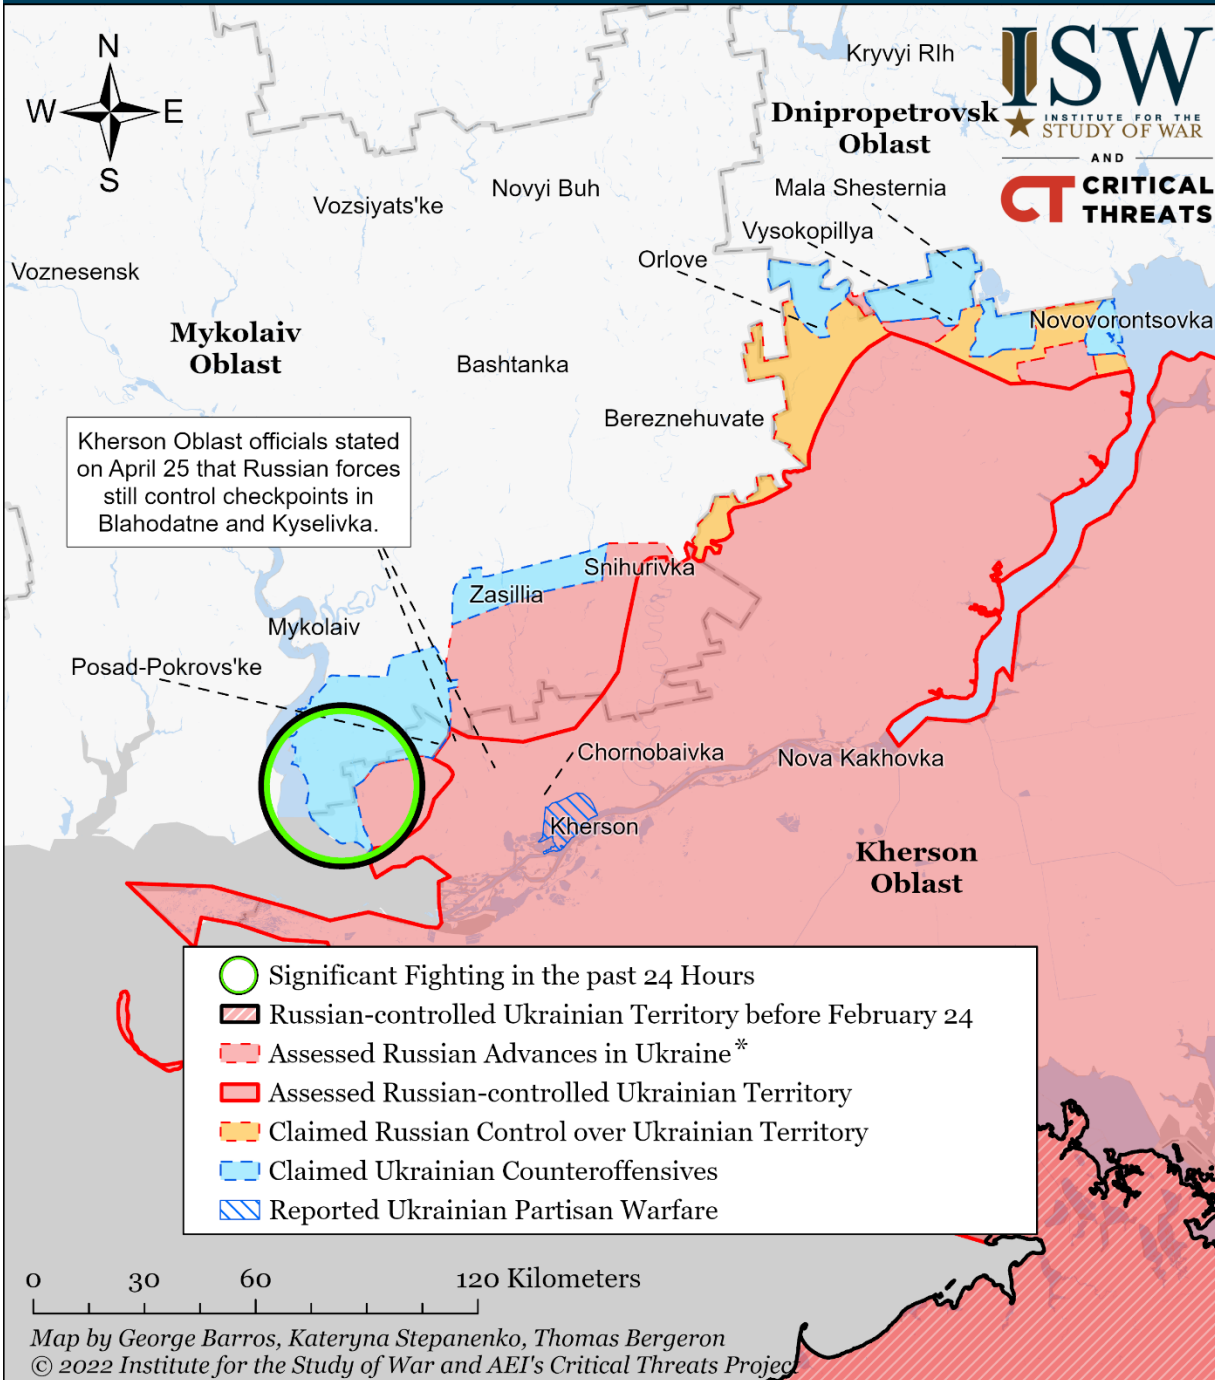 N
W
E
S
Kryvyi RIh
ISW
INSTITUTE FOR THE
STUDY OF WAR
AND
CT CRITICAL
THREATS
Dnipropetrovsk
Oblast
Novyi Buh
Vozsiyats'ke
Mala Shesternia
Vysokopillya
Orlove
Voznesensk
Mykolaiv
Oblast
Novovorontsovka
Bashtanka
Bereznehuvate
Kherson Oblast officials stated
on April 25 that Russian forces
still control checkpoints in
Blahodatne and Kyselivka.
Snihurivka
Zasillia
Mykolaiv
Posad-Pokrovs'ke
Chornobaivka
Nova Kakhovka
Kherson
Kherson
Oblast
Significant Fighting in the past 24 Hours
Russian-controlled Ukrainian Territory before February 24
Assessed Russian Advances in Ukraine*
Assessed Russian-controlled Ukrainian Territory
Claimed Russian Control over Ukrainian Territory
Claimed Ukrainian Counteroffensives
Reported Ukrainian Partisan Warfare
0 30 60 120 Kilometers
Map by George Barros, Kateryna Stepanenko, Thomas Bergeron
© 2022 Institute for the Study of War and AEI's Critical Threats Project